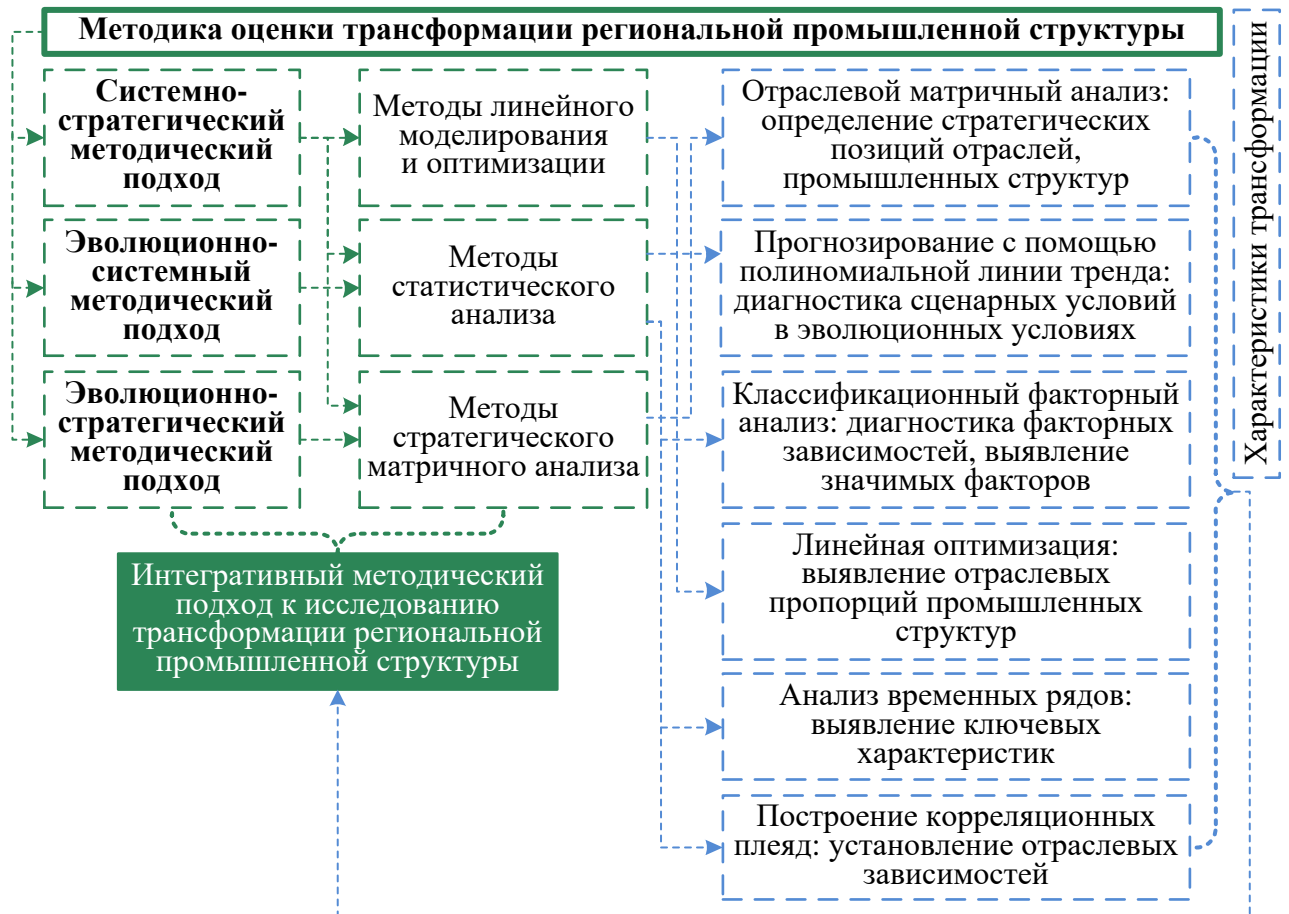 Методика оценки трансформации региональной промышленной структуры
Системно-
стратегический
методический
подход
Эволюционно-
системный
методический
подход
Эволюционно-
стратегический
методический
подход
Методы линейного
моделирования
и оптимизации
Методы
статистического
анализа
Методы
стратегического
матричного анализа
Интегративный методический
подход к исследованию
трансформации региональной
промышленной структуры
Отраслевой матричный анализ:
определение стратегических
позиций отраслей,
промышленных структур
Прогнозирование с помощью
полиномиальной линии тренда:
диагностика сценарных условий
в эволюционных условиях
Классификационный факторный
анализ: диагностика факторных
зависимостей, выявление
значимых факторов
Линейная оптимизация:
выявление отраслевых
пропорций промышленных
структур
Анализ временных рядов:
выявление ключевых
характеристик
Построение корреляционных
плеяд: установление отраслевых
зависимостей
Характеристики трансформации